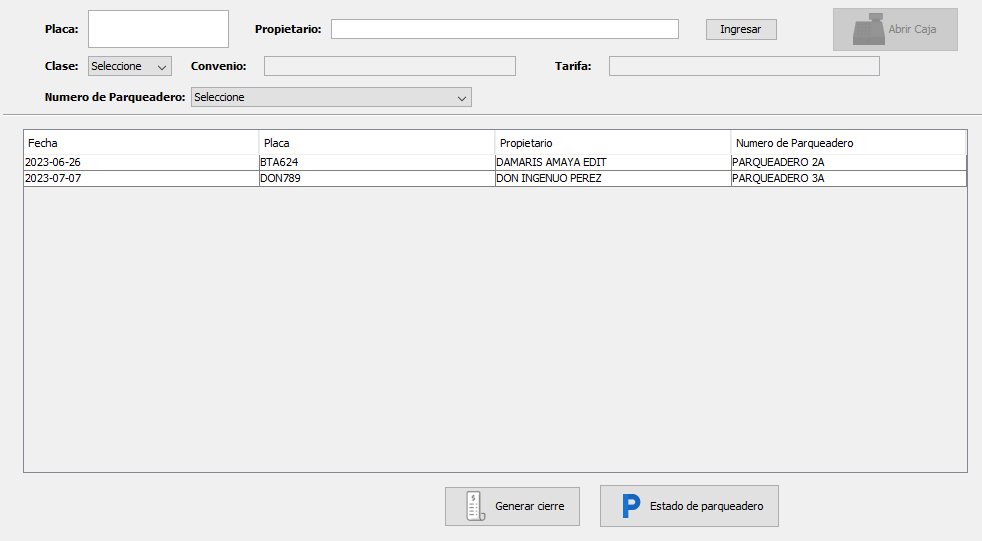 Placa: Propietario: Ingresar Abrir Caja
Clase: Seleccione Convenio: Tarifa:
Numero de Parqueadero: Seleccione
Fecha Placa Propietario Numero de Parqueadero
2023-06-26 BTA624 DAMARIS AMAYA EDIT PARQUEADERO 2A
2023-07-07 DON789 DON INGENUO PEREZ PARQUEADERO 3A
$ Generar cierre P Estado de parqueadero